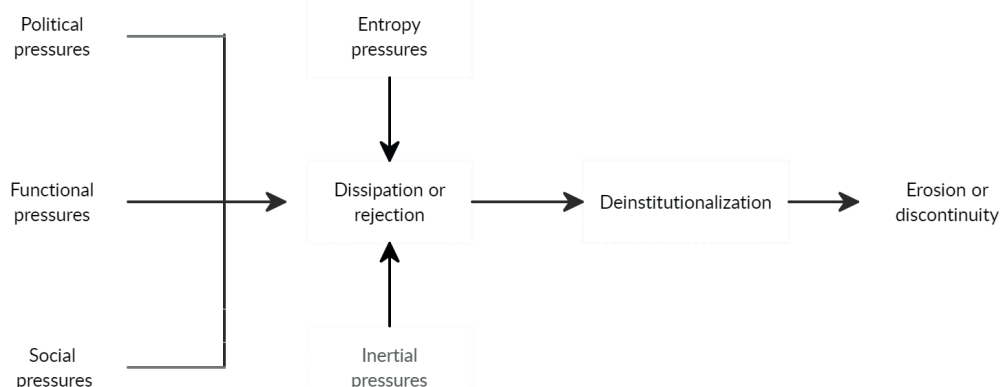 Political
pressures
Entropy
pressures
Functional
pressures
Dissipation or
rejection
Deinstitutionalization
Erosion or
discontinuity
Social
pressures
Inertial
pressures